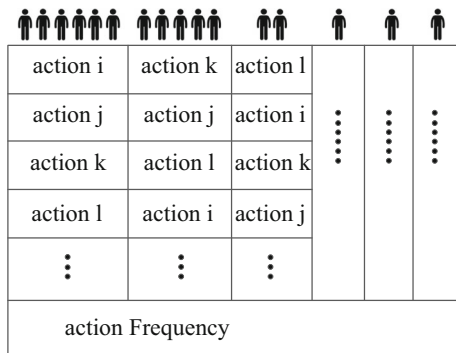 action i action k action l
action j action j action i
action k action l action k
action l action i action j
action Frequency